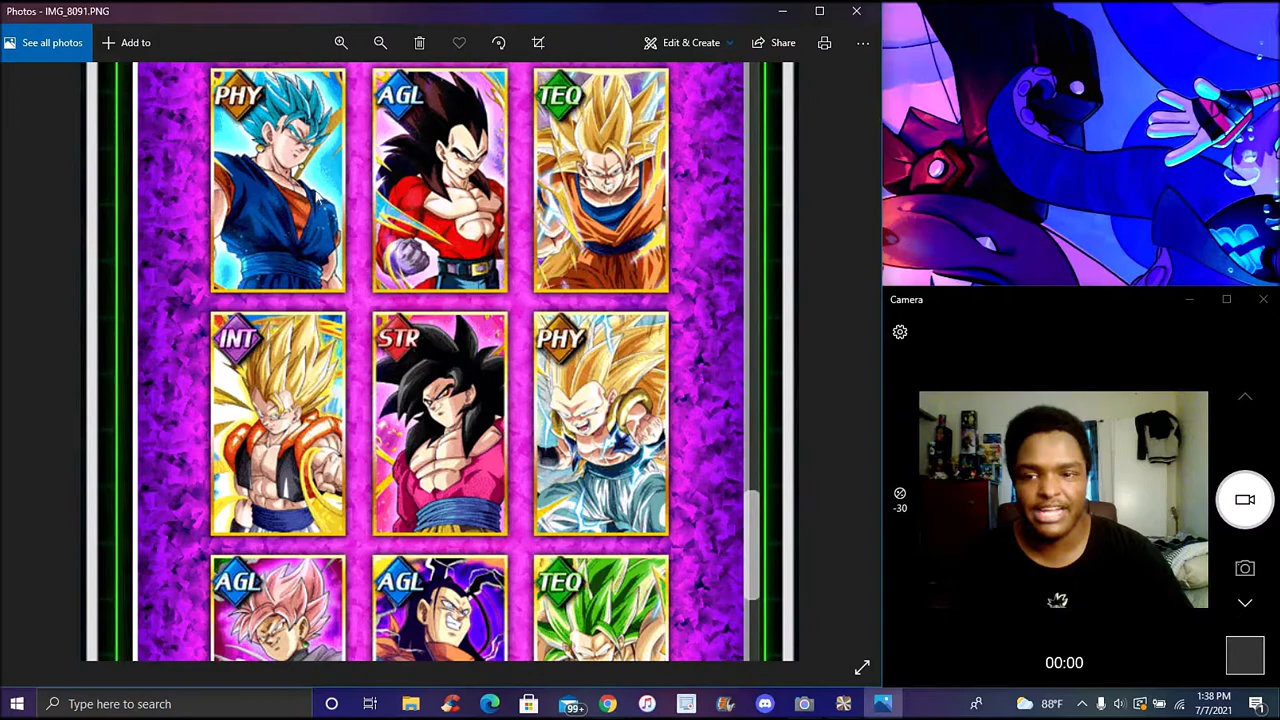 Photos - IMG_8091.PNG
See all photos
Add to
Edit & Create
Share
PHY
AGL
TEQ
INT
STR
PHY
AGL
AGL
TEQ
Camera
-30
00:00
Type here to search
99+
88°F
1:38 PM
7/7/2021
1